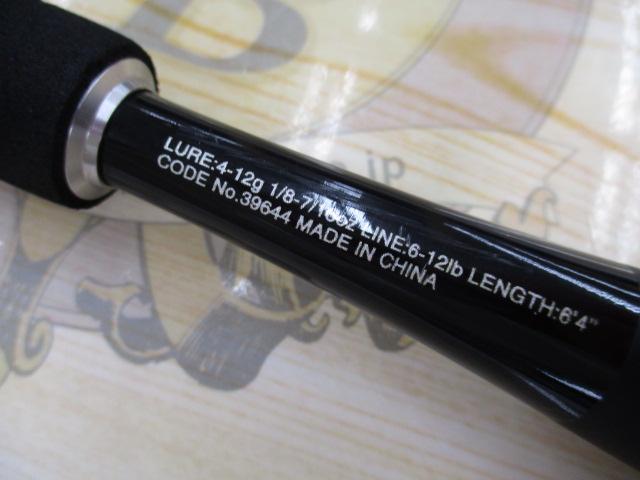 LURE:4-12g 1/8-7/16oz LINE:6-12lb LENGTH:6'4"
CODE No.39644 MADE IN CHINA
B
.jp